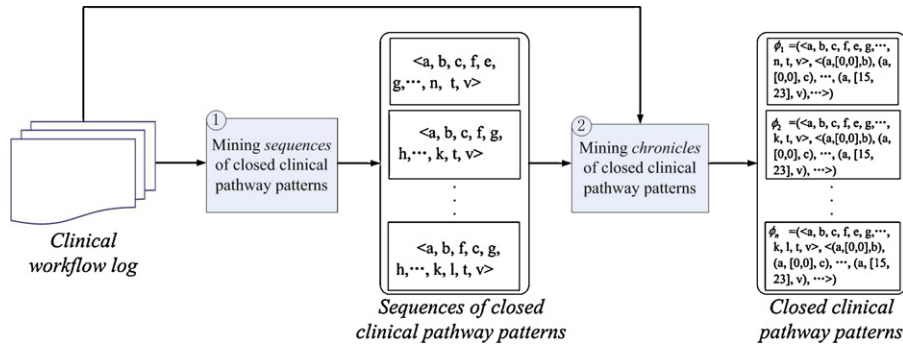 Clinical
workflow log
①
Mining sequences
of closed clinical
pathway patterns
<a, b, c, f, e,
g,⋯, n, t, v>
<a, b, c, f, g,
h,⋯, k, t, v>
<a, b, f, c, g,
h,⋯, k, l, t, v>
Sequences of closed
clinical pathway patterns
②
Mining chronicles
of closed clinical
pathway patterns
ϕ1 =(<a, b, c, f, e, g,⋯,
n, t, v>, <(a,[0,0],b), (a,
[0,0], c), ⋯, (a, [15,
23], v),⋯>)
ϕ2 =(<a, b, c, f, e, g,⋯,
k, t, v>, <(a,[0,0],b), (a,
[0,0], c), ⋯, (a, [15,
23], v), ⋯>)
ϕn =(<a, b, c, f, e, g,⋯,
k, l, t, v>, <(a,[0,0],b),
(a, [0,0], c), ⋯, (a, [15,
23], v), ⋯>)
Closed clinical
pathway patterns